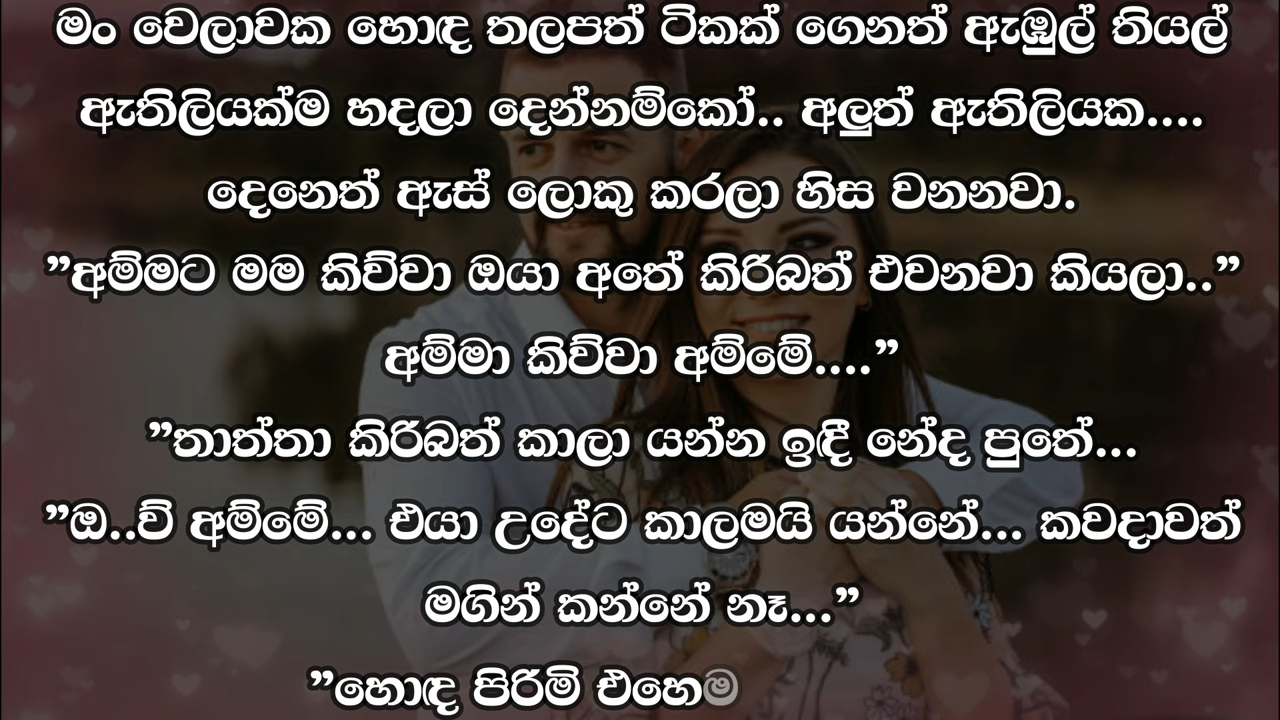 මං වෙලාවක හොඳ තලපත් ටිකක් ගෙනත් ඇඹුල් තියල්
ඇතිලියක්ම හදලා දෙන්නම්කෝ.. අලුත් ඇතිලියක....
දෙනෙත් ඇස් ලොකු කරලා හිස වනනවා.
”අම්මට මම කිව්වා ඔයා අතේ කිරිබත් එවනවා කියලා..”
අම්මා කිව්වා අම්මේ....”
”තාත්තා කිරිබත් කාලා යන්න ඉඳී නේද පුතේ...
”ඔ..ව් අම්මේ... එයා උදේට කාලමයි යන්නේ... කවදාවත්
මගින් කන්නේ නෑ...”
”හොඳ පිරිමි එහෙම